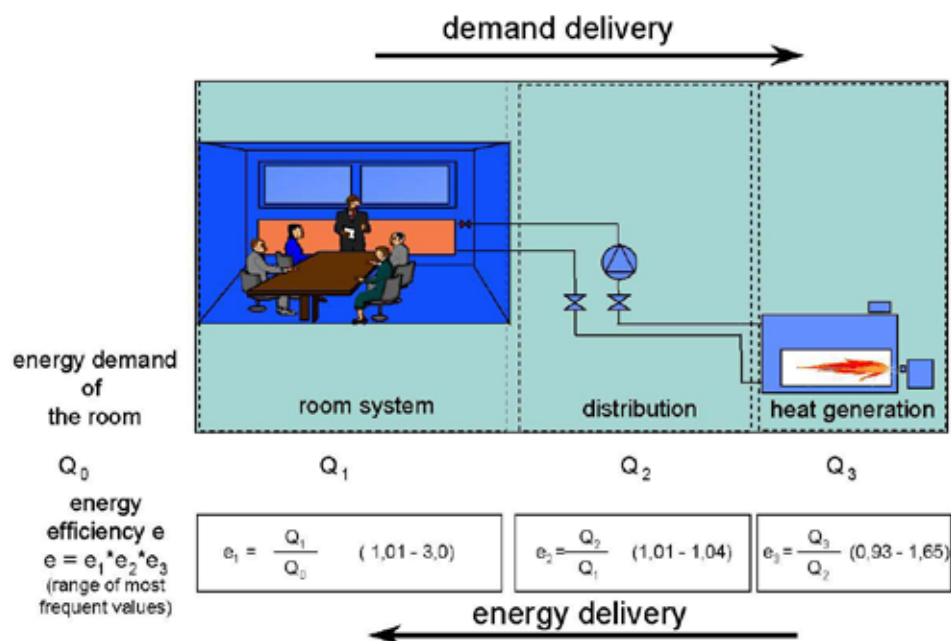 demand delivery
energy demand
of
the room
room system
distribution
heat generation
Q0
Q1
Q2
Q3
energy
efficiency e
e = e1*e2*e3
(range of most
frequent values)
e1 = Q1/Q0 ( 1,01 - 3,0)
e2= Q2/Q1 (1,01 - 1,04)
e3= Q3/Q2 (0,93 - 1,65)
energy delivery